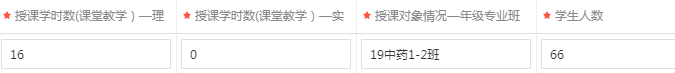 ★ 授课学时数(课堂教学）—理 ★ 授课学时数(课堂教学）—实 ★ 授课对象情况—年级专业班 ★ 学生人数
16 0 19中药1-2班 66